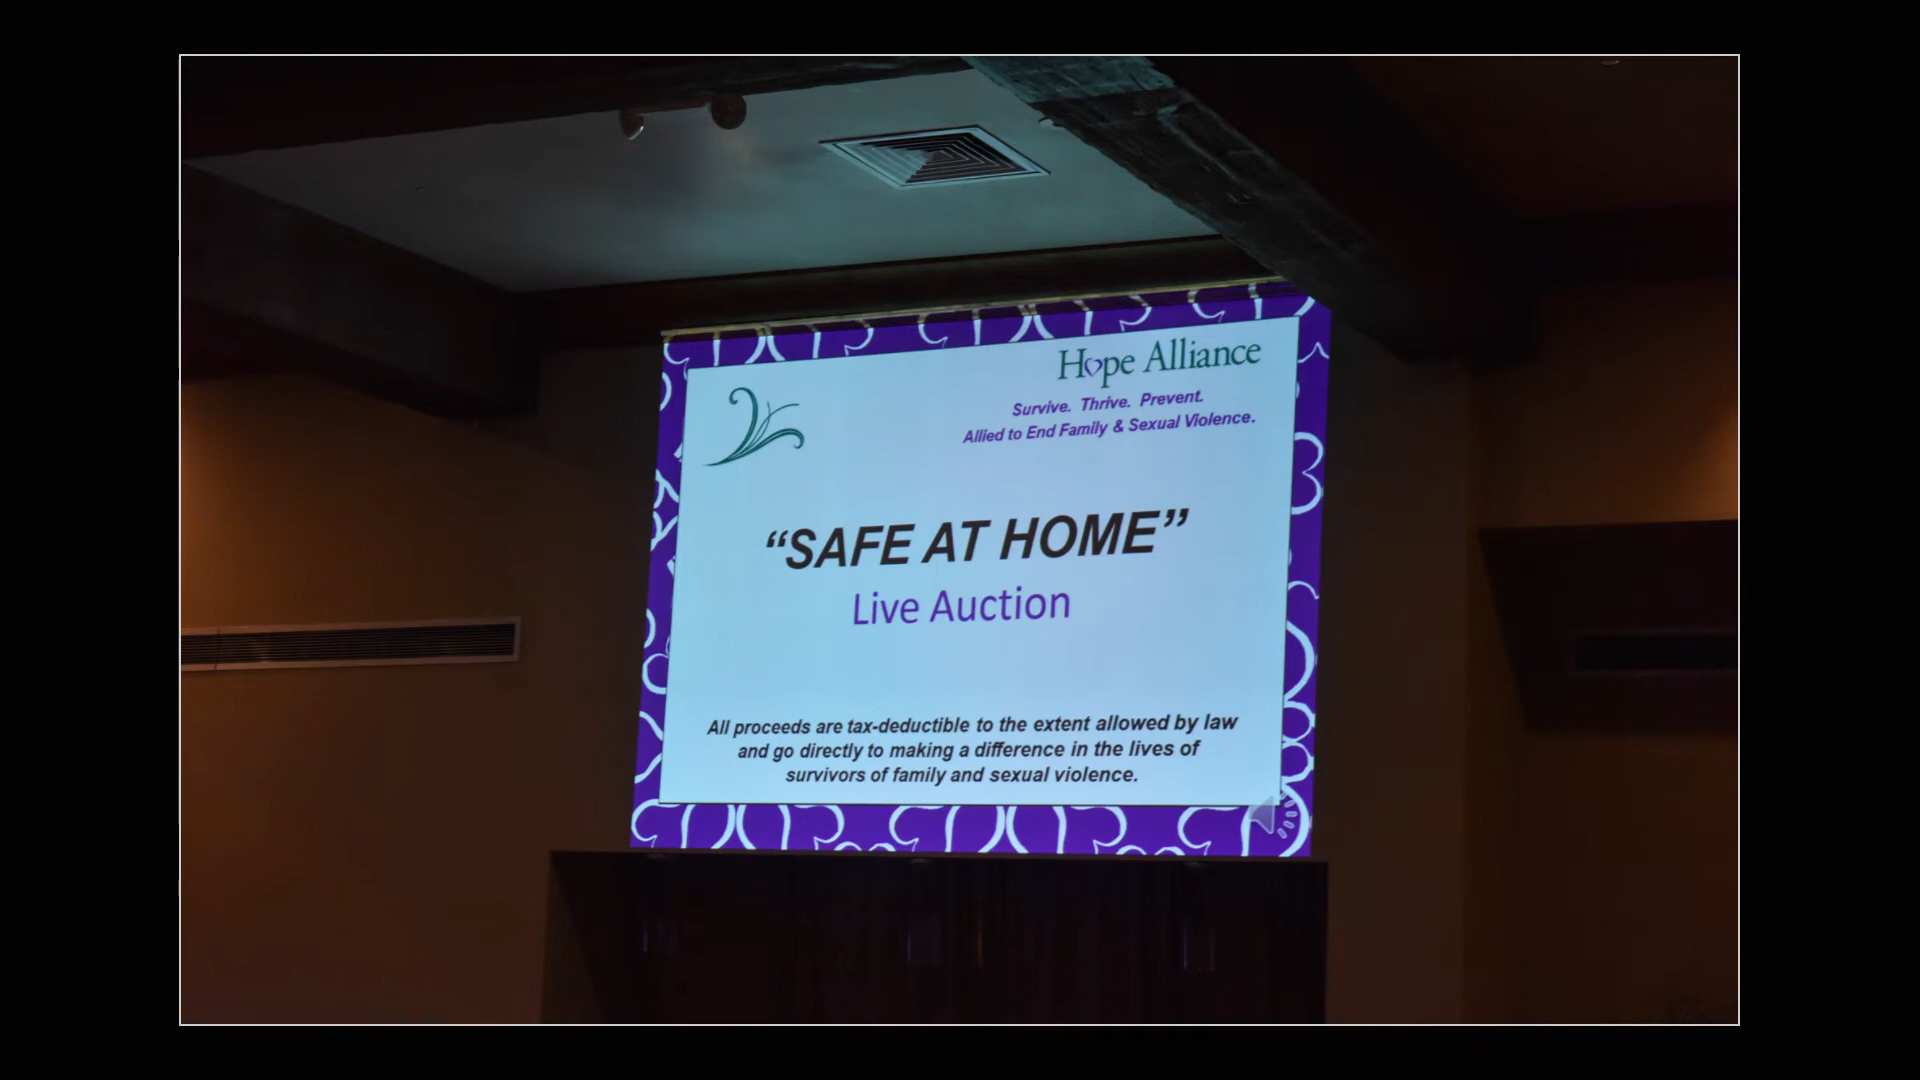 Hope Alliance
Survive. Thrive. Prevent.
Allied to End Family & Sexual Violence.
“SAFE AT HOME”
Live Auction
All proceeds are tax-deductible to the extent allowed by law
and go directly to making a difference in the lives of
survivors of family and sexual violence.